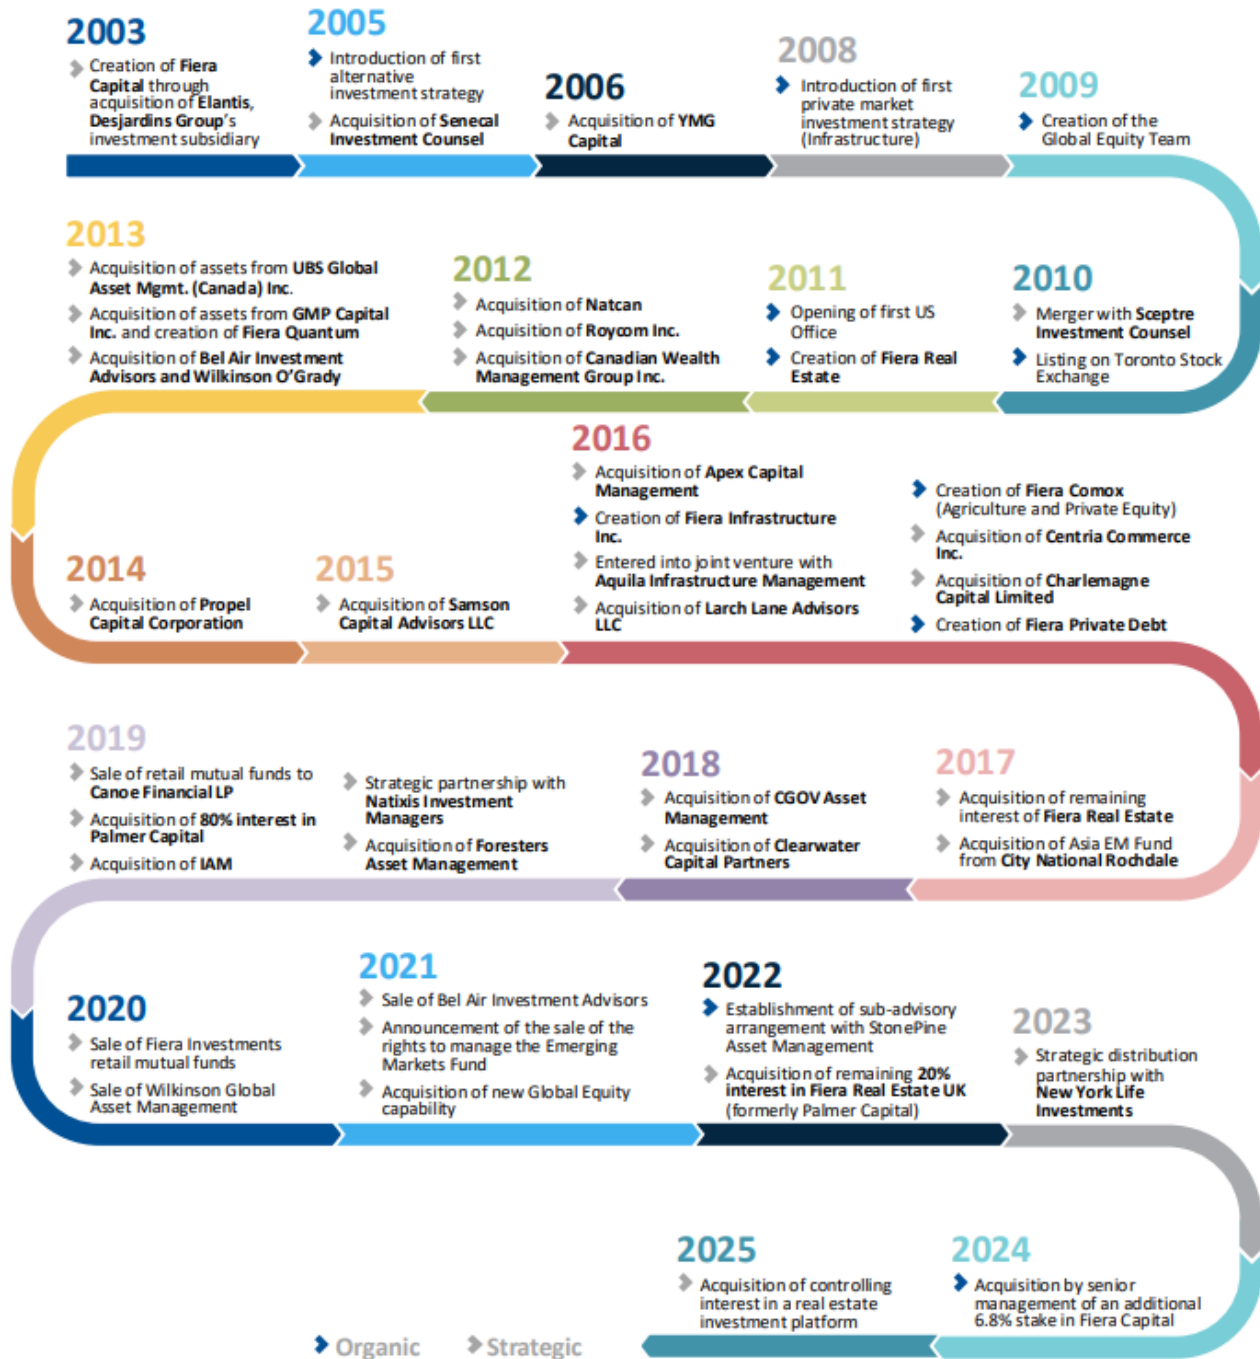 2003
Creation of Fiera
Capital through
acquisition of Elantis,
Desjardins Group's
investment subsidiary
2005
Introduction of first
alternative
investment strategy
Acquisition of Senecal
Investment Counsel
2006
Acquisition of YMG
Capital
2008
Introduction of first
private market
investment strategy
(Infrastructure)
2009
Creation of the
Global Equity Team
2010
Merger with Sceptre
Investment Counsel
Listing on Toronto Stock
Exchange
2011
Opening of first US
Office
Creation of Fiera Real
Estate
2012
Acquisition of Natcan
Acquisition of Roycom Inc.
Acquisition of Canadian Wealth
Management Group Inc.
2013
Acquisition of assets from UBS Global
Asset Mgmt. (Canada) Inc.
Acquisition of assets from GMP Capital
Inc. and creation of Fiera Quantum
Acquisition of Bel Air Investment
Advisors and Wilkinson O'Grady
2014
Acquisition of Propel
Capital Corporation
2015
Acquisition of Samson
Capital Advisors LLC
2016
Acquisition of Apex Capital
Management
Creation of Fiera Infrastructure
Inc.
Entered into joint venture with
Aquila Infrastructure Management
Acquisition of Larch Lane Advisors
LLC
Creation of Fiera Comox
(Agriculture and Private Equity)
Acquisition of Centria Commerce
Inc.
Acquisition of Charlemagne
Capital Limited
Creation of Fiera Private Debt
2017
Acquisition of remaining
interest of Fiera Real Estate
Acquisition of Asia EM Fund
from City National Rochdale
2018
Acquisition of CGOV Asset
Management
Acquisition of Clearwater
Capital Partners
2019
Sale of retail mutual funds to
Canoe Financial LP
Acquisition of 80% interest in
Palmer Capital
Acquisition of IAM
Strategic partnership with
Natixis Investment
Managers
Acquisition of Foresters
Asset Management
2020
Sale of Fiera Investments
retail mutual funds
Sale of Wilkinson Global
Asset Management
2021
Sale of Bel Air Investment Advisors
Announcement of the sale of the
rights to manage the Emerging
Markets Fund
Acquisition of new Global Equity
capability
2022
Establishment of sub-advisory
arrangement with StonePine
Asset Management
Acquisition of remaining 20%
interest in Fiera Real Estate UK
(formerly Palmer Capital)
2023
Strategic distribution
partnership with
New York Life
Investments
2024
Acquisition by senior
management of an additional
6.8% stake in Fiera Capital
2025
Acquisition of controlling
interest in a real estate
investment platform
Organic
Strategic